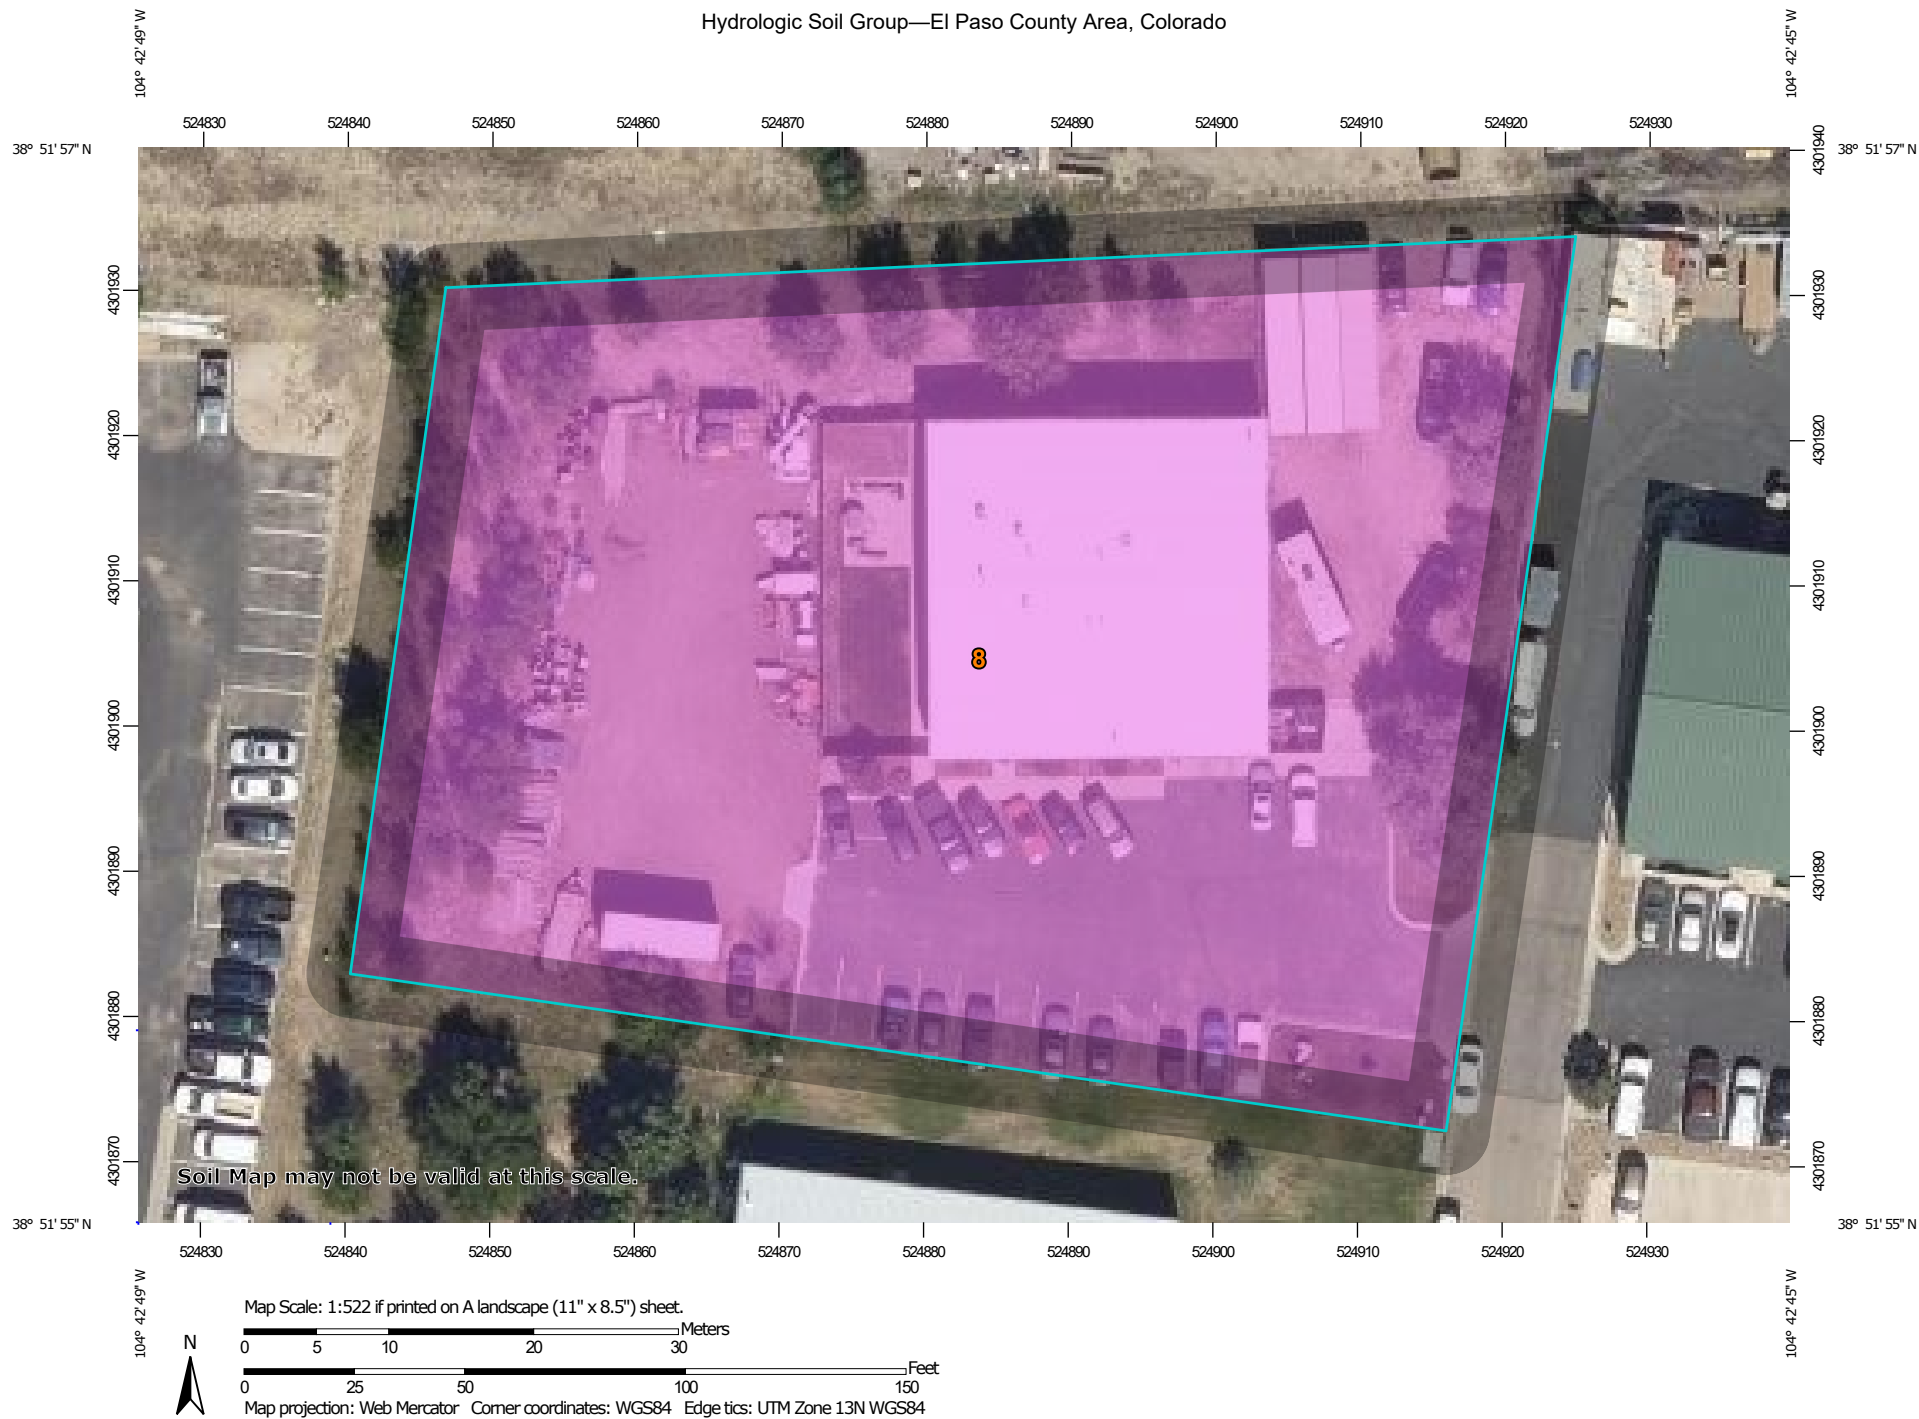 Hydrologic Soil Group—El Paso County Area, Colorado
104° 42' 49'' W
104° 42' 45'' W
524830 524840 524850 524860 524870 524880 524890 524900 524910 524920 524930
38° 51' 57'' N
38° 51' 57'' N
4301940
4301930
4301930
4301920
4301920
4301910
4301910
8
4301900
4301900
4301890
4301890
4301880
4301880
4301870
4301870
Soil Map may not be valid at this scale.
38° 51' 55'' N
38° 51' 55'' N
524830 524840 524850 524860 524870 524880 524890 524900 524910 524920 524930
104° 42' 49'' W
104° 42' 45'' W
Map Scale: 1:522 if printed on A landscape (11" x 8.5") sheet.
Meters
0 5 10 20 30
N
Feet
0 25 50 100 150
Map projection: Web Mercator Corner coordinates: WGS84 Edge tics: UTM Zone 13N WGS84